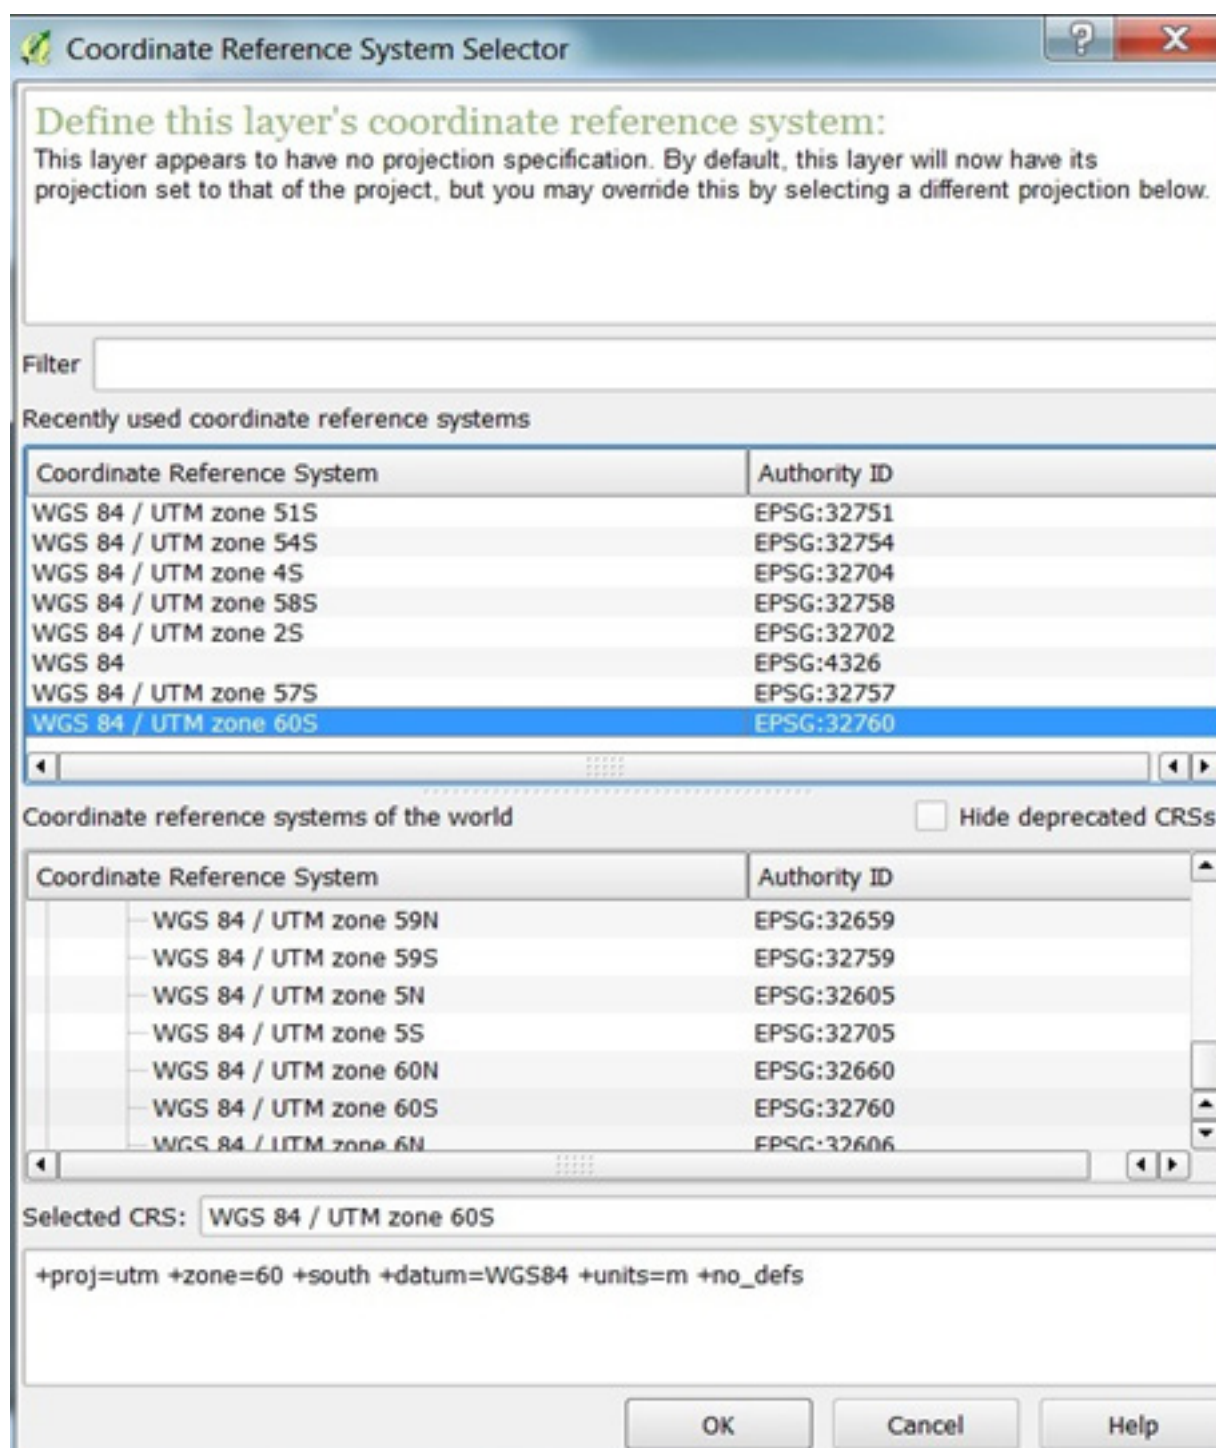 Coordinate Reference System Selector
Define this layer's coordinate reference system:
This layer appears to have no projection specification. By default, this layer will now have its
projection set to that of the project, but you may override this by selecting a different projection below.
Filter
Recently used coordinate reference systems
Coordinate Reference System Authority ID
WGS 84 / UTM zone 51S EPSG:32751
WGS 84 / UTM zone 54S EPSG:32754
WGS 84 / UTM zone 4S EPSG:32704
WGS 84 / UTM zone 58S EPSG:32758
WGS 84 / UTM zone 2S EPSG:32702
WGS 84 EPSG:4326
WGS 84 / UTM zone 57S EPSG:32757
WGS 84 / UTM zone 60S EPSG:32760
Coordinate reference systems of the world Hide deprecated CRSs
Coordinate Reference System Authority ID
WGS 84 / UTM zone 59N EPSG:32659
WGS 84 / UTM zone 59S EPSG:32759
WGS 84 / UTM zone 5N EPSG:32605
WGS 84 / UTM zone 5S EPSG:32705
WGS 84 / UTM zone 60N EPSG:32660
WGS 84 / UTM zone 60S EPSG:32760
WGS 84 / UTM zone 6N EPSG:32606
Selected CRS: WGS 84 / UTM zone 60S
+proj=utm +zone=60 +south +datum=WGS84 +units=m +no_defs
OK Cancel Help